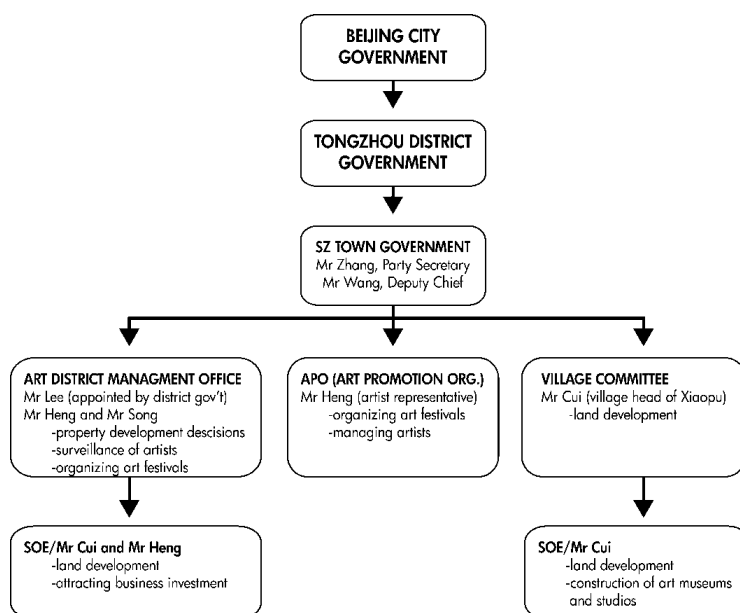 BEIJING CITY
GOVERNMENT
TONGZHOU DISTRICT
GOVERNMENT
SZ TOWN GOVERNMENT
Mr Zhang, Party Secretary
Mr Wang, Deputy Chief
ART DISTRICT MANAGMENT OFFICE
Mr Lee (appointed by district gov't)
Mr Heng and Mr Song
-property development descisions
-surveillance of artists
-organizing art festivals
APO (ART PROMOTION ORG.)
Mr Heng (artist representative)
-organizing art festivals
-managing artists
VILLAGE COMMITTEE
Mr Cui (village head of Xiaopu)
-land development
SOE/Mr Cui and Mr Heng
-land development
-attracting business investment
SOE/Mr Cui
-land development
-construction of art museums
and studios